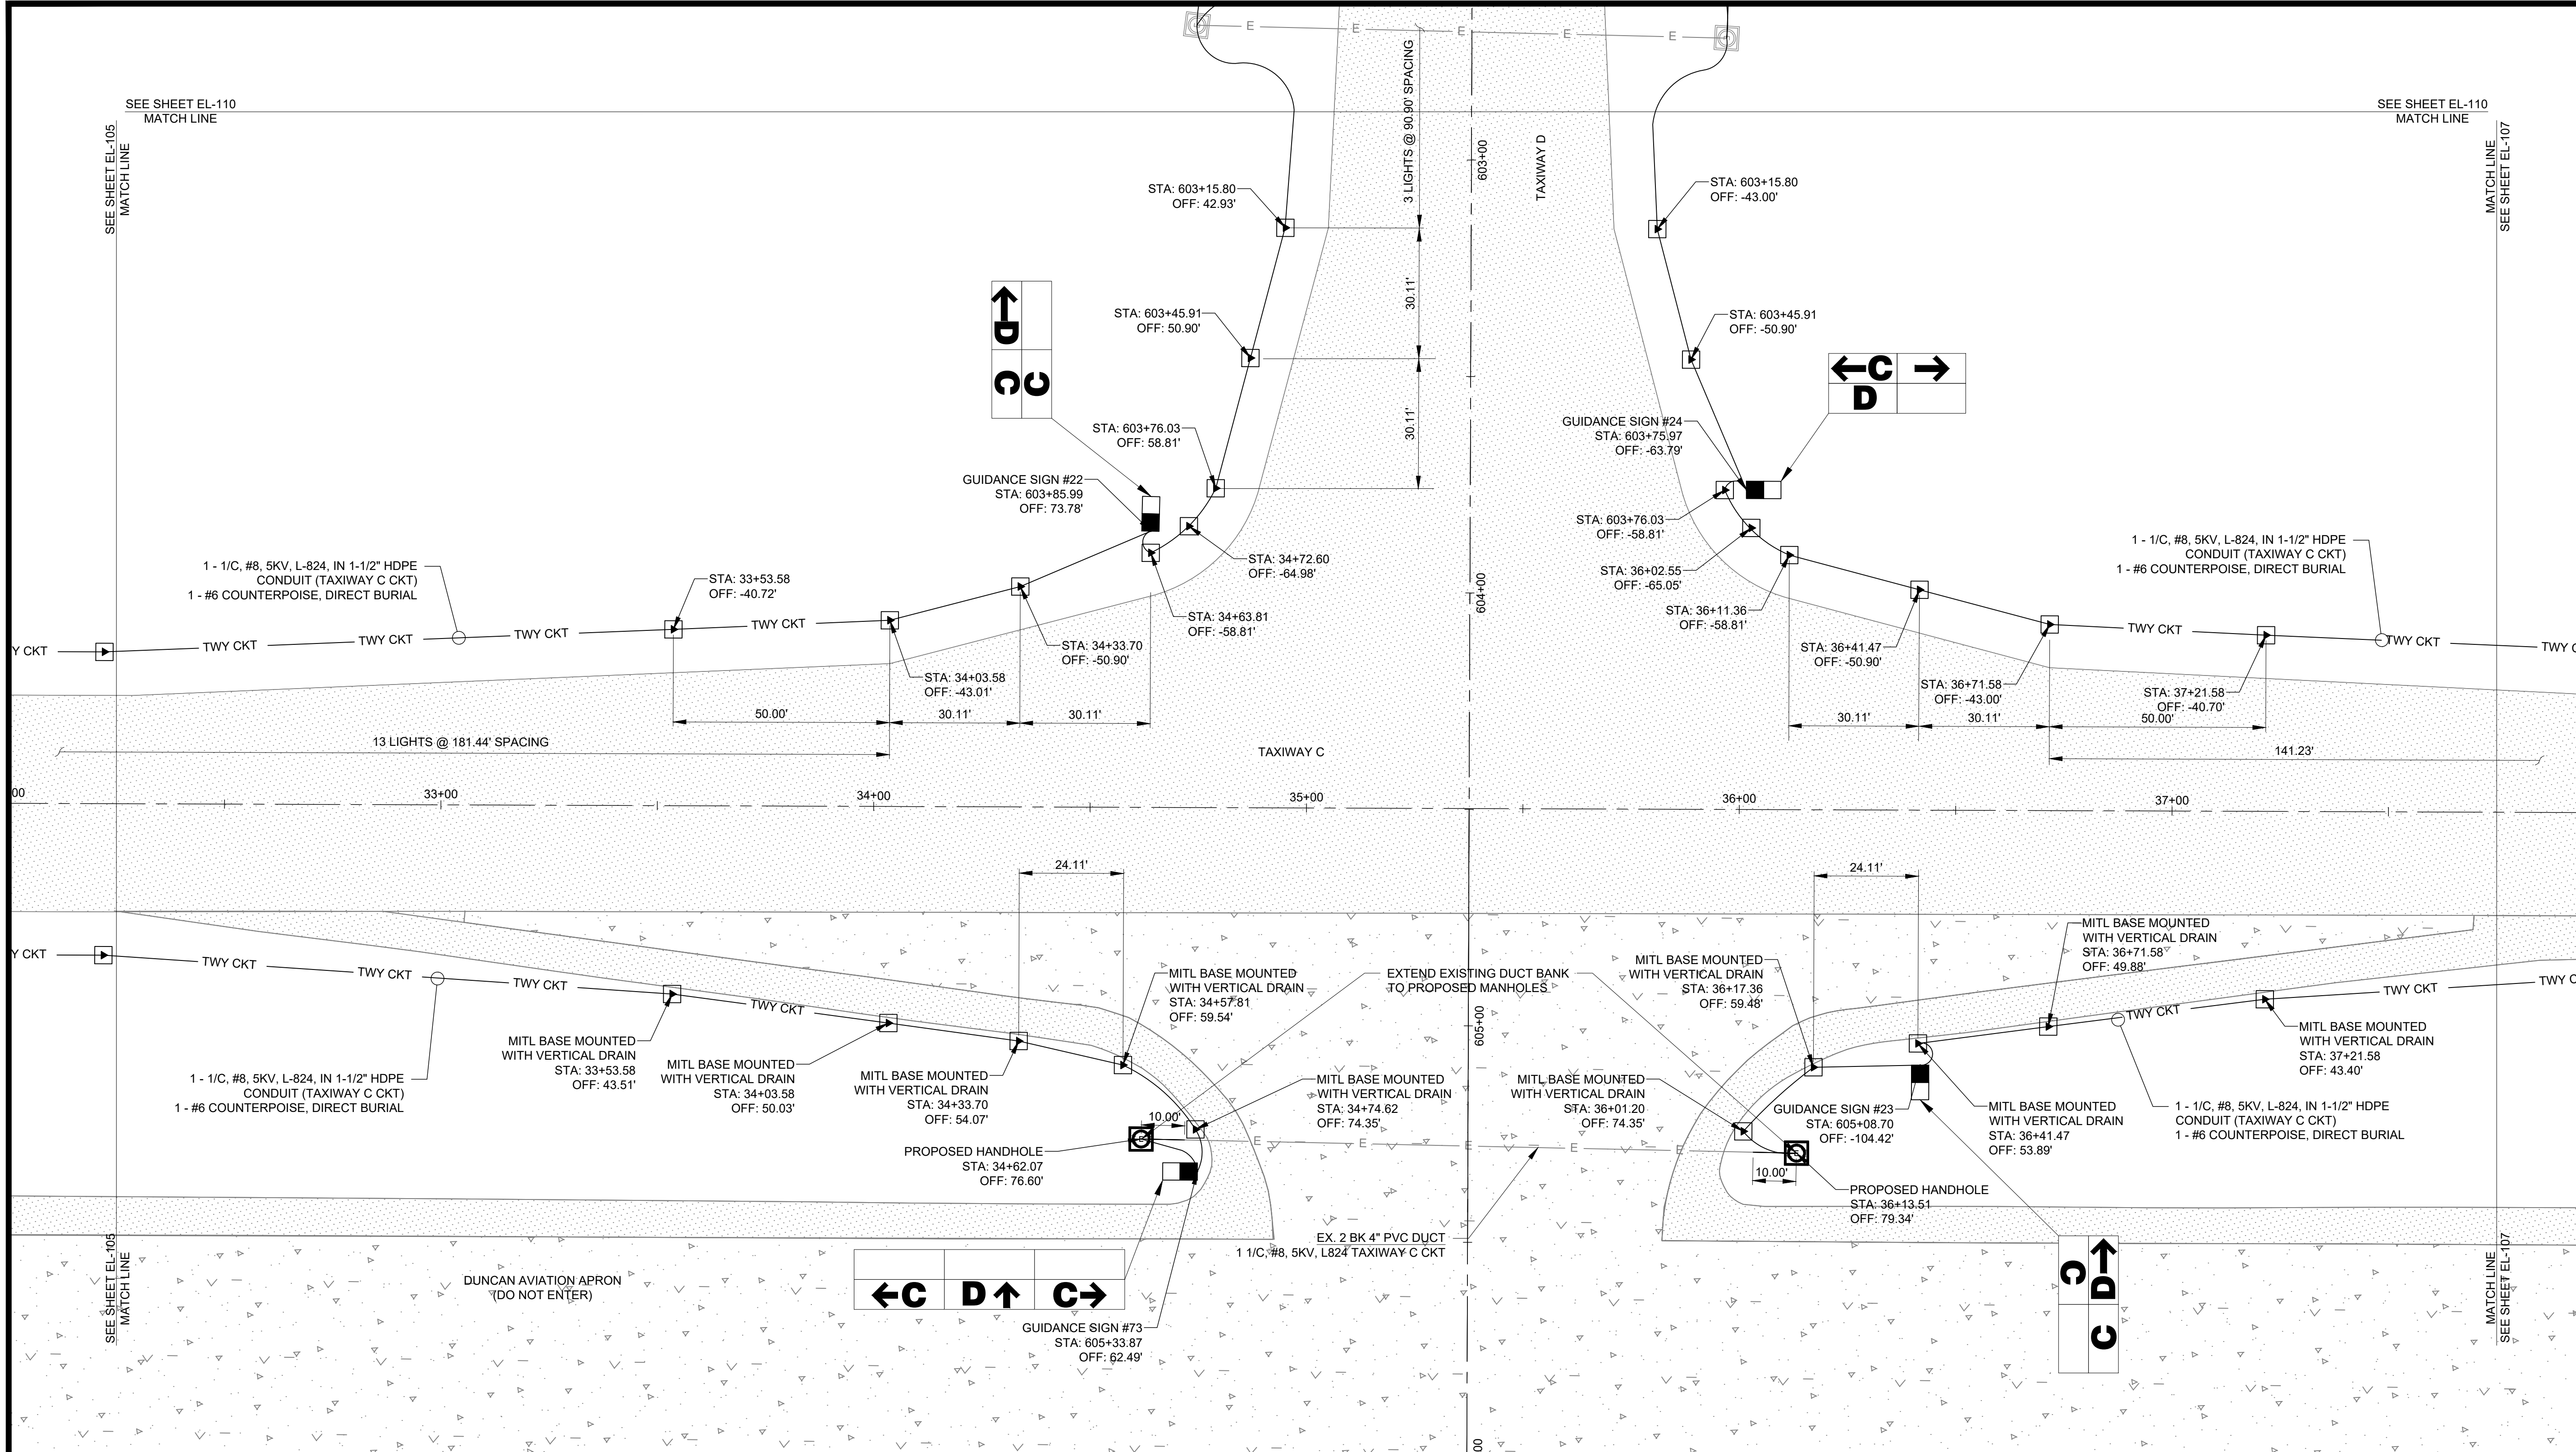 E E E E E
SEE SHEET EL-110
MATCH LINE
SEE SHEET EL-110
MATCH LINE
SEE SHEET EL-105
MATCH LINE
MATCH LINE
SEE SHEET EL-107
3 LIGHTS @ 90.90' SPACING
603+00
TAXIWAY D
STA: 603+15.80
OFF: 42.93'
STA: 603+15.80
OFF: -43.00'
30.11'
STA: 603+45.91
OFF: 50.90'
STA: 603+45.91
OFF: -50.90'
D
C
C
C
D
30.11'
STA: 603+76.03
OFF: 58.81'
GUIDANCE SIGN #24
STA: 603+75.97
OFF: -63.79'
GUIDANCE SIGN #22
STA: 603+85.99
OFF: 73.78'
STA: 603+76.03
OFF: -58.81'
1 - 1/C, #8, 5KV, L-824, IN 1-1/2" HDPE
CONDUIT (TAXIWAY C CKT)
1 - #6 COUNTERPOISE, DIRECT BURIAL
STA: 33+53.58
OFF: -40.72'
STA: 34+72.60
OFF: -64.98'
STA: 36+02.55
OFF: -65.05'
1 - 1/C, #8, 5KV, L-824, IN 1-1/2" HDPE
CONDUIT (TAXIWAY C CKT)
1 - #6 COUNTERPOISE, DIRECT BURIAL
604+00
STA: 34+63.81
OFF: -58.81'
STA: 36+11.36
OFF: -58.81'
Y CKT
TWY CKT
TWY CKT
TWY CKT
TWY CKT
TWY CKT
TWY CKT
TWY C
STA: 34+33.70
OFF: -50.90'
STA: 36+41.47
OFF: -50.90'
STA: 34+03.58
OFF: -43.01'
STA: 36+71.58
OFF: -43.00'
STA: 37+21.58
OFF: -40.70'
50.00'
30.11'
30.11'
30.11'
30.11'
50.00'
13 LIGHTS @ 181.44' SPACING
TAXIWAY C
141.23'
00
33+00
34+00
35+00
36+00
37+00
24.11'
24.11'
Y CKT
TWY CKT
TWY CKT
TWY CKT
TWY CKT
TWY CKT
TWY CKT
TWY C
MITL BASE MOUNTED
WITH VERTICAL DRAIN
STA: 36+71.58
OFF: 49.88'
MITL BASE MOUNTED
WITH VERTICAL DRAIN
STA: 34+57.81
OFF: 59.54'
EXTEND EXISTING DUCT BANK
TO PROPOSED MANHOLES
MITL BASE MOUNTED
WITH VERTICAL DRAIN
STA: 36+17.36
OFF: 59.48'
605+00
MITL BASE MOUNTED
WITH VERTICAL DRAIN
STA: 33+53.58
OFF: 43.51'
MITL BASE MOUNTED
WITH VERTICAL DRAIN
STA: 34+03.58
OFF: 50.03'
MITL BASE MOUNTED
WITH VERTICAL DRAIN
STA: 34+33.70
OFF: 54.07'
MITL BASE MOUNTED
WITH VERTICAL DRAIN
STA: 37+21.58
OFF: 43.40'
1 - 1/C, #8, 5KV, L-824, IN 1-1/2" HDPE
CONDUIT (TAXIWAY C CKT)
1 - #6 COUNTERPOISE, DIRECT BURIAL
MITL BASE MOUNTED
WITH VERTICAL DRAIN
STA: 34+74.62
OFF: 74.35'
MITL BASE MOUNTED
WITH VERTICAL DRAIN
STA: 36+01.20
OFF: 74.35'
GUIDANCE SIGN #23
STA: 605+08.70
OFF: -104.42'
MITL BASE MOUNTED
WITH VERTICAL DRAIN
STA: 36+41.47
OFF: 53.89'
1 - 1/C, #8, 5KV, L-824, IN 1-1/2" HDPE
CONDUIT (TAXIWAY C CKT)
1 - #6 COUNTERPOISE, DIRECT BURIAL
10.00'
E E E E E E E
PROPOSED HANDHOLE
STA: 34+62.07
OFF: 76.60'
10.00'
PROPOSED HANDHOLE
STA: 36+13.51
OFF: 79.34'
EX. 2 BK 4" PVC DUCT
1 1/C, #8, 5KV, L824 TAXIWAY C CKT
SEE SHEET EL-105
MATCH LINE
DUNCAN AVIATION APRON
(DO NOT ENTER)
C D C
GUIDANCE SIGN #73
STA: 605+33.87
OFF: 62.49'
C
D
C
MATCH LINE
SEE SHEET EL-107
00